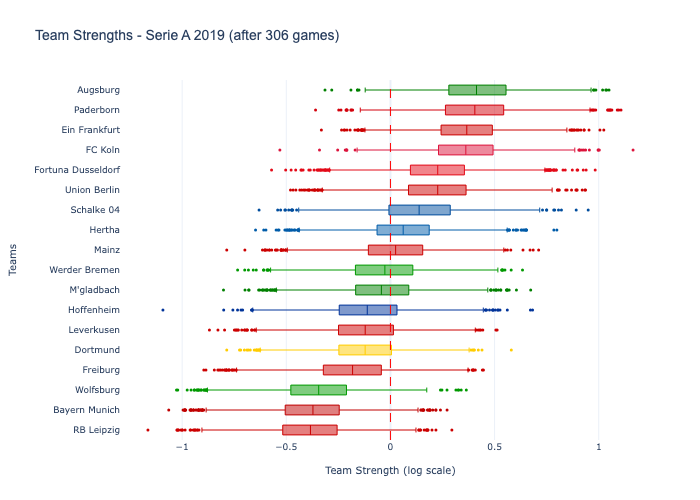 Team Strengths - Serie A 2019 (after 306 games)
Augsburg
Paderborn
Ein Frankfurt
FC Koln
Fortuna Dusseldorf
Union Berlin
Schalke 04
Hertha
Mainz
Werder Bremen
M'gladbach
Hoffenheim
Leverkusen
Dortmund
Freiburg
Wolfsburg
Bayern Munich
RB Leipzig
Teams
−1 −0.5 0 0.5 1
Team Strength (log scale)